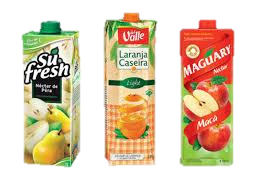 Su
fresh
Néctar de
Pêra
del Valle
Laranja
Caseira
Light
MAGUARY
Néctar
Maçã